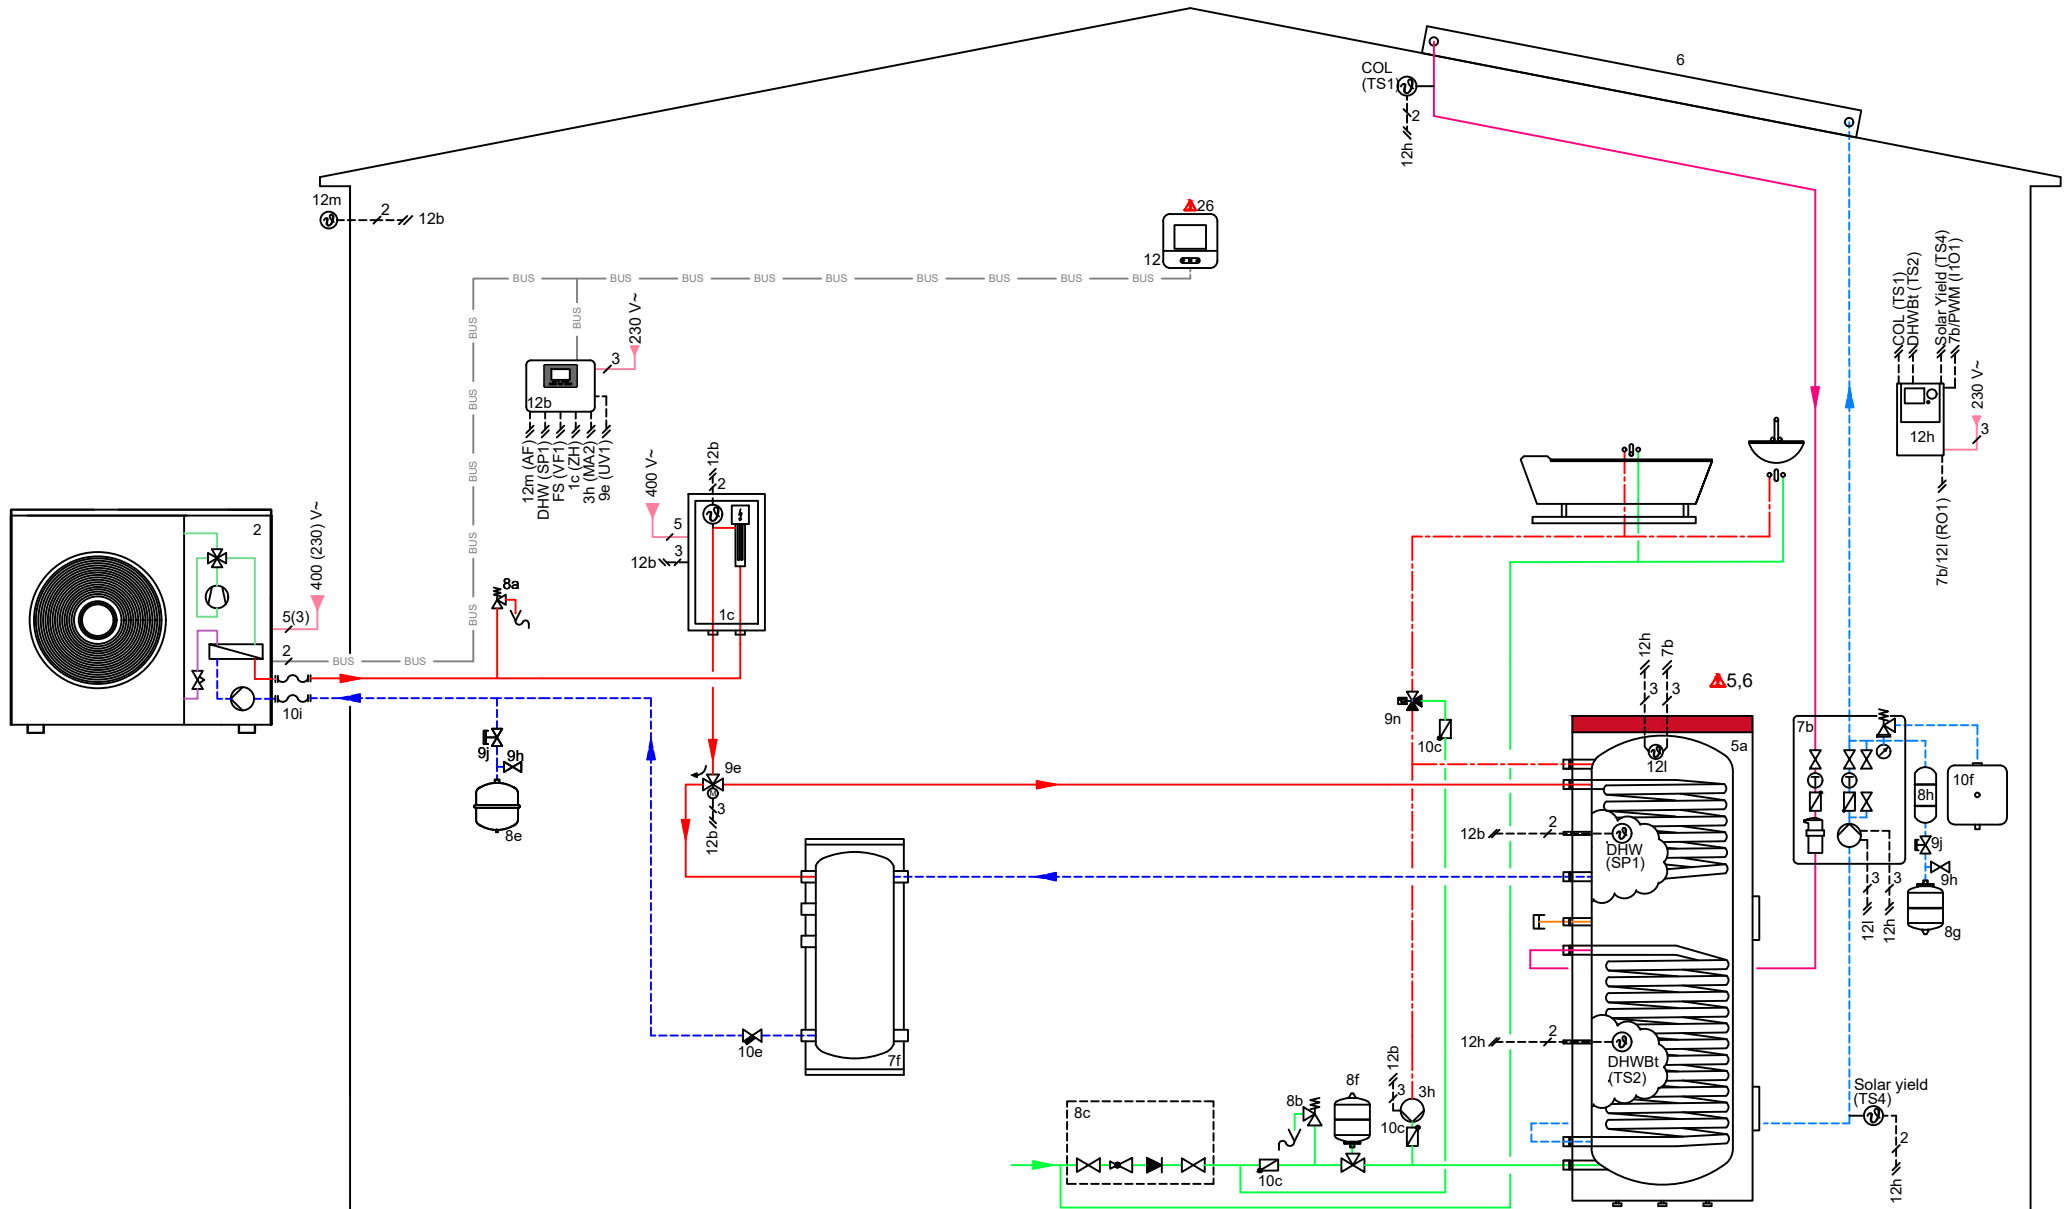 6
COL
(TS1)
2
12h
12m
2
12b
26
12
BUS BUS BUS BUS BUS BUS BUS BUS BUS
BUS
BUS
BUS
BUS
BUS
BUS
230 V~
3
12b
12m (AF)
DHW (SP1)
FS (VF1)
1c (ZH)
3h (MA2)
9e (UV1)
COL (TS1)
DHWBt (TS2)
Solar Yield (TS4)
7b/PWM (I1O1)
230 V~
3
12h
7b/12l (RO1)
12b
2
400 V~
5
3
12b
1c
2
400 (230) V~
5(3)
2
BUS BUS
8a
10i
9j
9h
8e
9e
M
3
12b
9n
10c
12h
7b
3
3
5,6
5a
12l
7b
T
T
8h
10f
9j
9h
8g
3
3
12l
12h
12b
2
DHW
(SP1)
10e
7f
12h
2
DHWBt
(TS2)
Solar yield
(TS4)
2
12h
8c
8b
8f
12b
3
3h
10c
10c